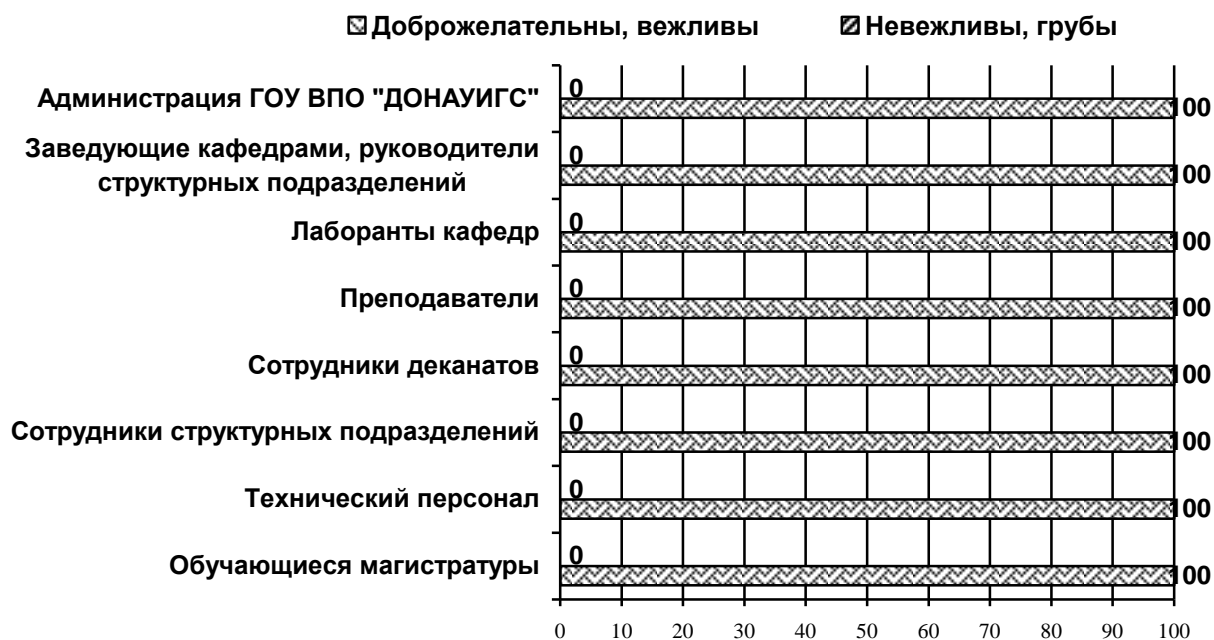 Доброжелательны, вежливы Невежливы, грубы
Администрация ГОУ ВПО "ДОНАУИГС" 0 100
Заведующие кафедрами, руководители
структурных подразделений 0 100
Лаборанты кафедр 0 100
Преподаватели 0 100
Сотрудники деканатов 0 100
Сотрудники структурных подразделений 0 100
Технический персонал 0 100
Обучающиеся магистратуры 0 100
0 10 20 30 40 50 60 70 80 90 100